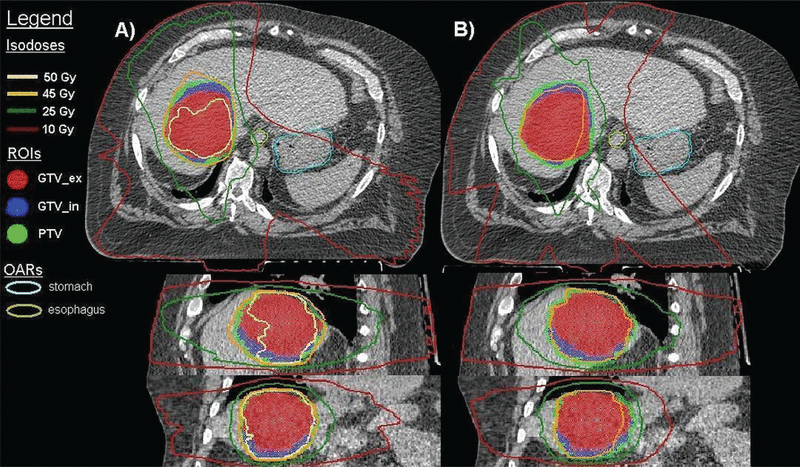 Legend
Isodoses
50 Gy
45 Gy
25 Gy
10 Gy
ROIs
GTV_ex
GTV_in
PTV
OARs
stomach
esophagus
A)
B)